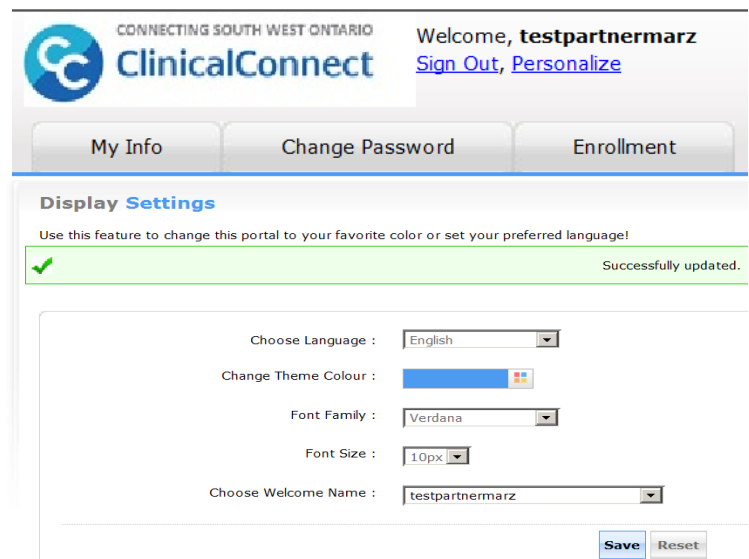 CONNECTING SOUTH WEST ONTARIO
ClinicalConnect
CC
Welcome, testpartnermarz
Sign Out, Personalize
My Info Change Password Enrollment
Display Settings
Use this feature to change this portal to your favorite color or set your preferred language!
Successfully updated.
Choose Language : English
Change Theme Colour :
Font Family : Verdana
Font Size : 10px
Choose Welcome Name : testpartnermarz
Save Reset